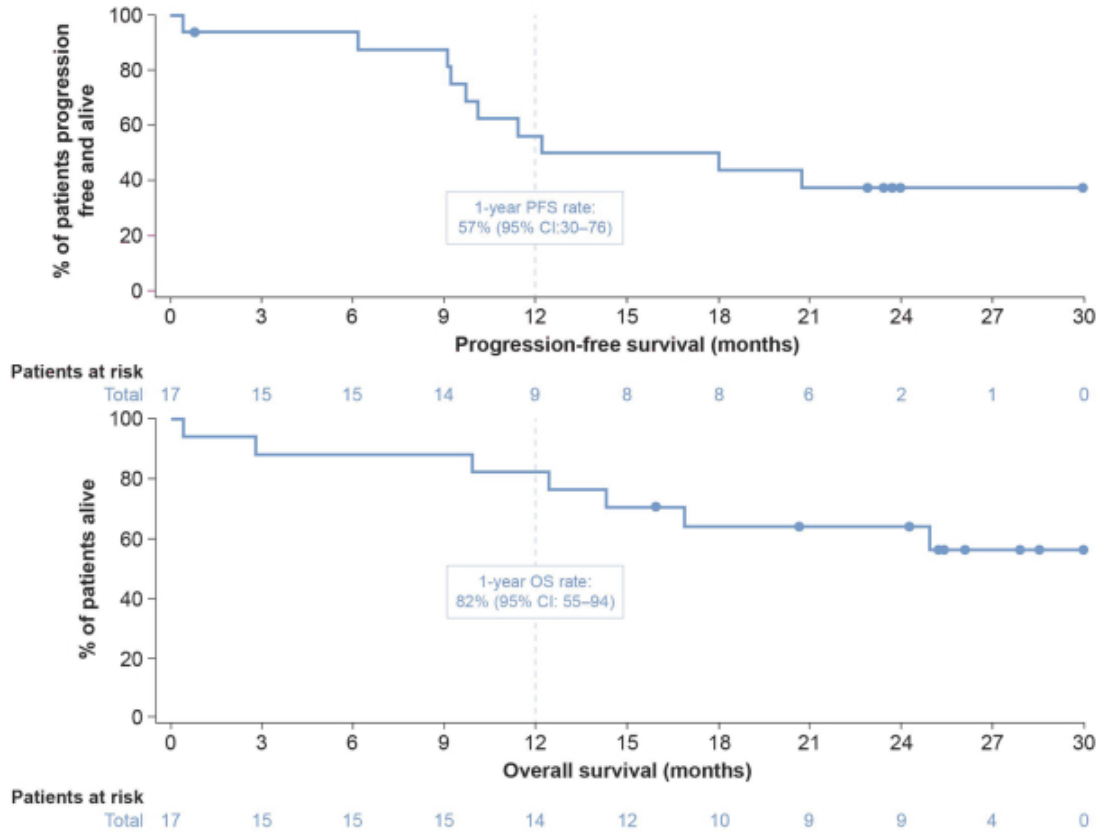 100
80
60
40
20
0
% of patients progression
free and alive
1-year PFS rate:
57% (95% CI:30–76)
0 3 6 9 12 15 18 21 24 27 30
Progression-free survival (months)
Patients at risk
Total 17 15 15 14 9 8 8 6 2 1 0
100
80
60
40
20
0
% of patients alive
1-year OS rate:
82% (95% CI: 55–94)
0 3 6 9 12 15 18 21 24 27 30
Overall survival (months)
Patients at risk
Total 17 15 15 15 14 12 10 9 9 4 0